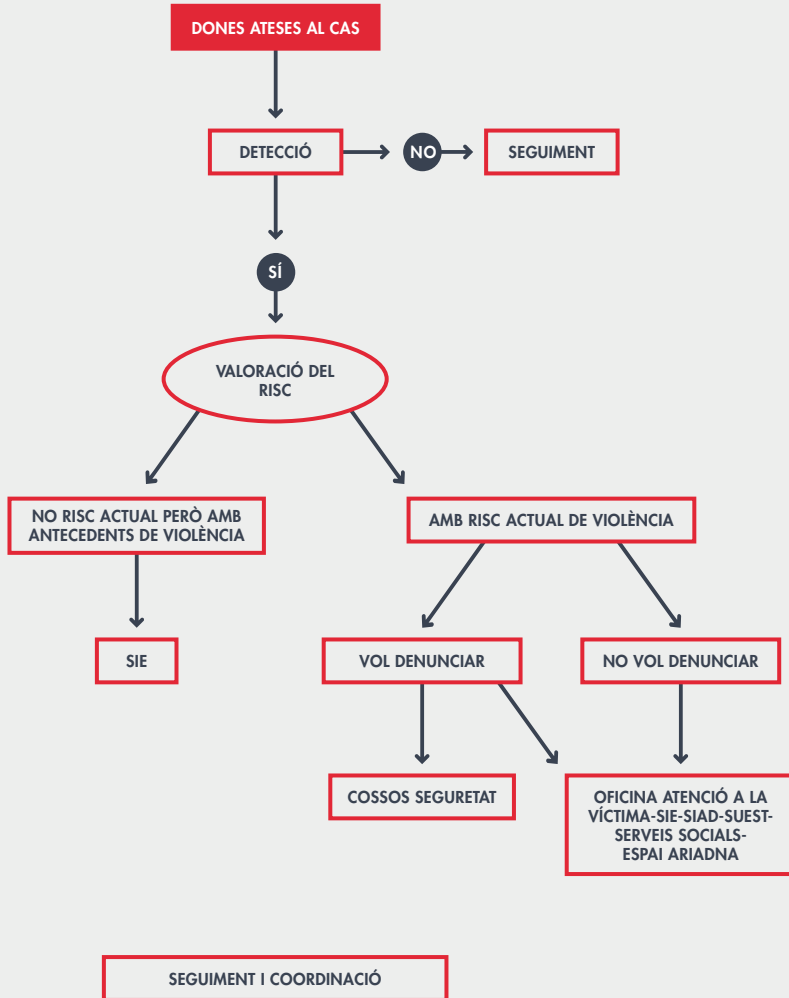 DONES ATESES AL CAS
DETECCIÓ
NO
SEGUIMENT
SÍ
VALORACIÓ DEL
RISC
NO RISC ACTUAL PERÒ AMB
ANTECEDENTS DE VIOLÈNCIA
AMB RISC ACTUAL DE VIOLÈNCIA
SIE
VOL DENUNCIAR
NO VOL DENUNCIAR
COSSOS SEGURETAT
OFICINA ATENCIÓ A LA
VÍCTIMA-SIE-SIAD-SUEST-
SERVEIS SOCIALS-
ESPAI ARIADNA
SEGUIMENT I COORDINACIÓ